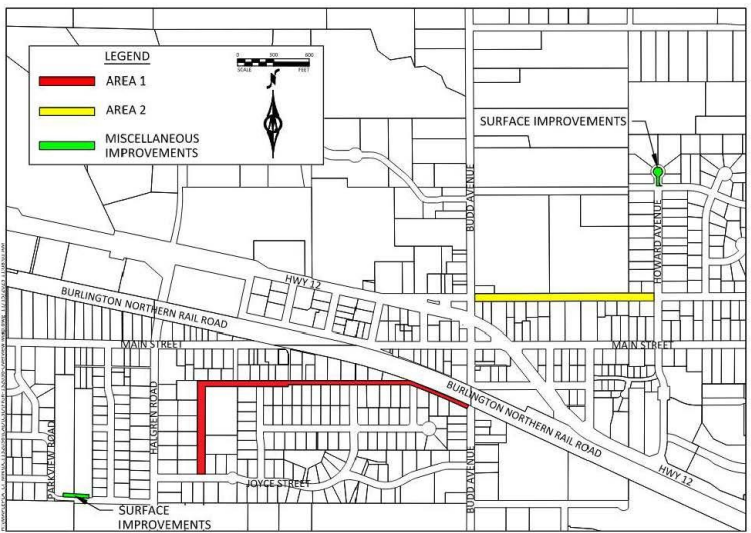 LEGEND
0 300 600
SCALE FEET
N
AREA 1
AREA 2
MISCELLANEOUS
IMPROVEMENTS
SURFACE IMPROVEMENTS
BUDD AVENUE
HOWARD AVENUE
HWY 12
BURLINGTON NORTHERN RAIL ROAD
MAIN STREET
MAIN STREET
HALGREN ROAD
BURLINGTON NORTHERN RAIL ROAD
PARKVIEW ROAD
JOYCE STREET
BUDD AVENUE
HWY 12
SURFACE
IMPROVEMENTS